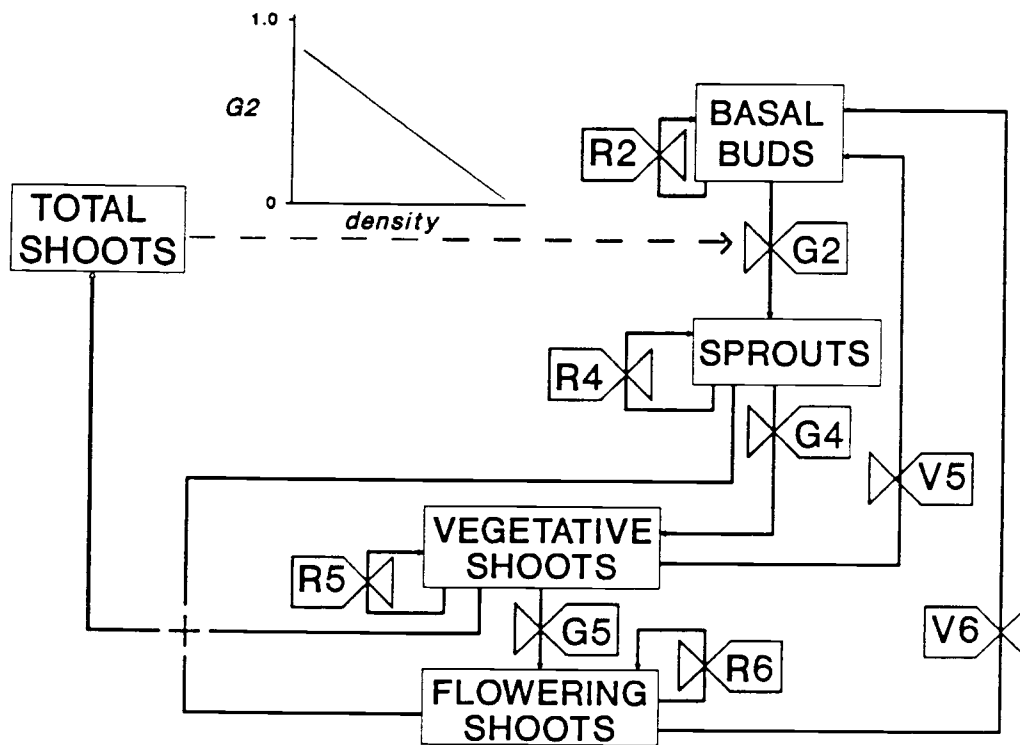 1.0
G2
0
density
BASAL
BUDS
R2
TOTAL
SHOOTS
G2
SPROUTS
R4
G4
V5
VEGETATIVE
SHOOTS
R5
G5
V6
R6
FLOWERING
SHOOTS